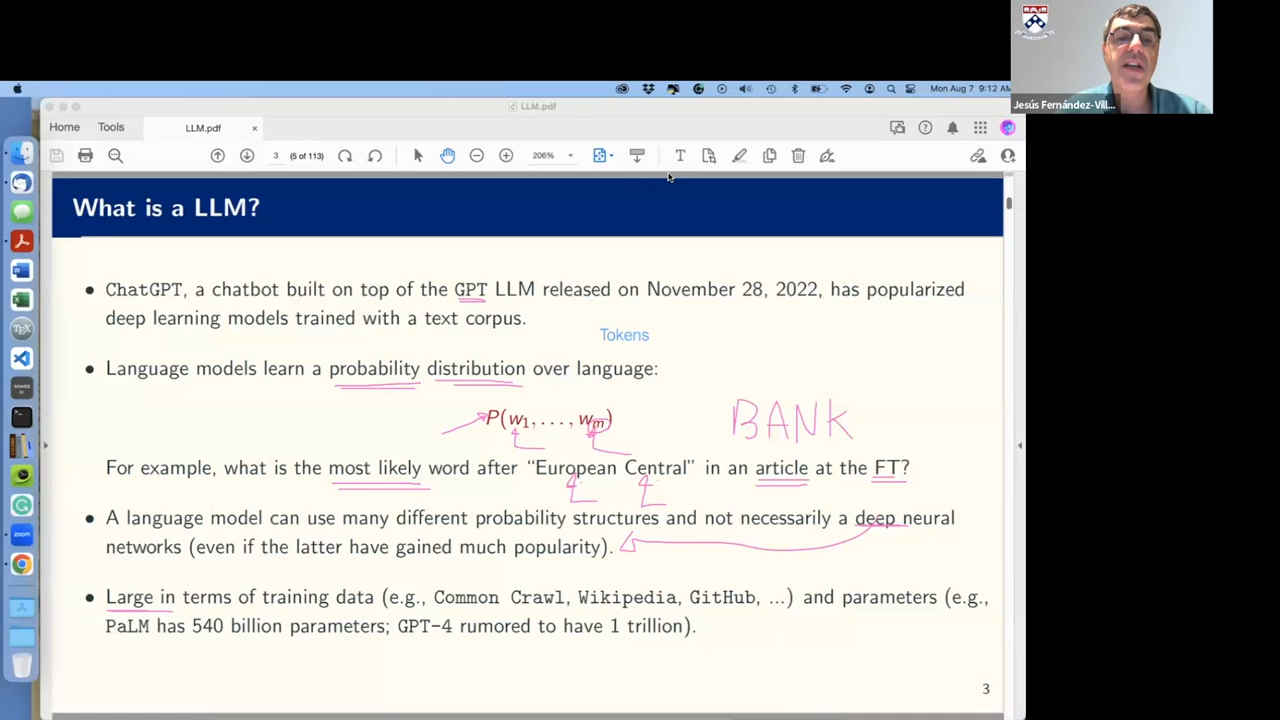 Mon Aug 7 9:12 AM
Jesús Fernández-Vill...
LLM.pdf
Home Tools LLM.pdf ×
3 (5 of 113) 206%
What is a LLM?
• ChatGPT, a chatbot built on top of the GPT LLM released on November 28, 2022, has popularized
deep learning models trained with a text corpus.
Tokens
• Language models learn a probability distribution over language:
P(w1, . . . , wm)
BANK
For example, what is the most likely word after “European Central” in an article at the FT?
• A language model can use many different probability structures and not necessarily a deep neural
networks (even if the latter have gained much popularity).
• Large in terms of training data (e.g., Common Crawl, Wikipedia, GitHub, ...) and parameters (e.g.,
PaLM has 540 billion parameters; GPT-4 rumored to have 1 trillion).
3